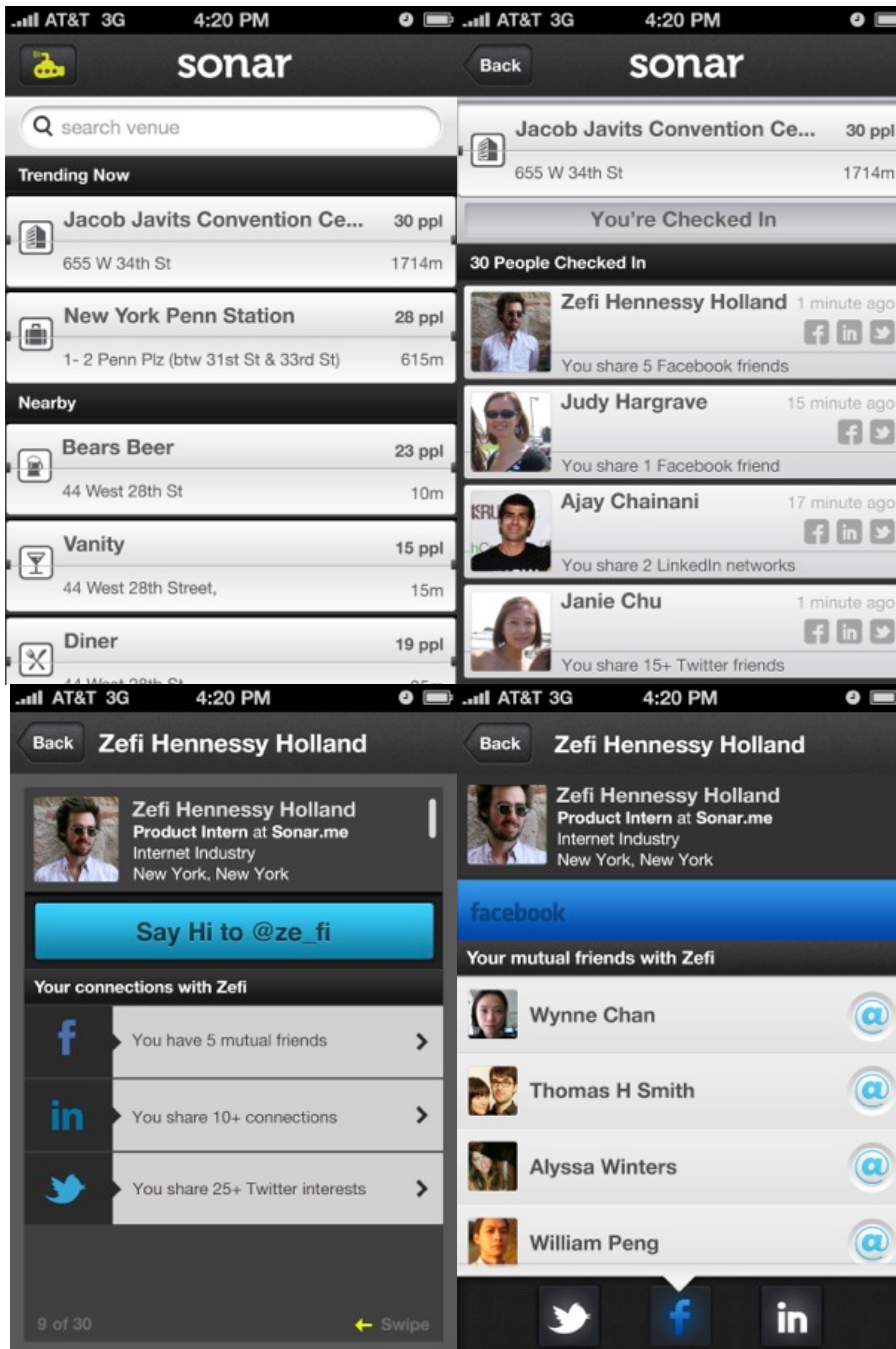 AT&T 3G 4:20 PM
sonar
search venue
Trending Now
Jacob Javits Convention Ce... 30 ppl
655 W 34th St 1714m
New York Penn Station 28 ppl
1- 2 Penn Plz (btw 31st St & 33rd St) 615m
Nearby
Bears Beer 23 ppl
44 West 28th St 10m
Vanity 15 ppl
44 West 28th Street, 15m
Diner 19 ppl
44 West 28th St
AT&T 3G 4:20 PM
Back sonar
Jacob Javits Convention Ce... 30 ppl
655 W 34th St 1714m
You're Checked In
30 People Checked In
Zefi Hennessy Holland 1 minute ago
f in
You share 5 Facebook friends
Judy Hargrave 15 minute ago
f
You share 1 Facebook friend
Ajay Chainani 17 minute ago
f in
You share 2 LinkedIn networks
Janie Chu 1 minute ago
f in
You share 15+ Twitter friends
AT&T 3G 4:20 PM
Back Zefi Hennessy Holland
Zefi Hennessy Holland
Product Intern at Sonar.me
Internet Industry
New York, New York
Say Hi to @ze_fi
Your connections with Zefi
f You have 5 mutual friends
in You share 10+ connections
You share 25+ Twitter interests
9 of 30 Swipe
AT&T 3G 4:20 PM
Back Zefi Hennessy Holland
Zefi Hennessy Holland
Product Intern at Sonar.me
Internet Industry
New York, New York
facebook
Your mutual friends with Zefi
Wynne Chan @
Thomas H Smith @
Alyssa Winters @
William Peng @
f in